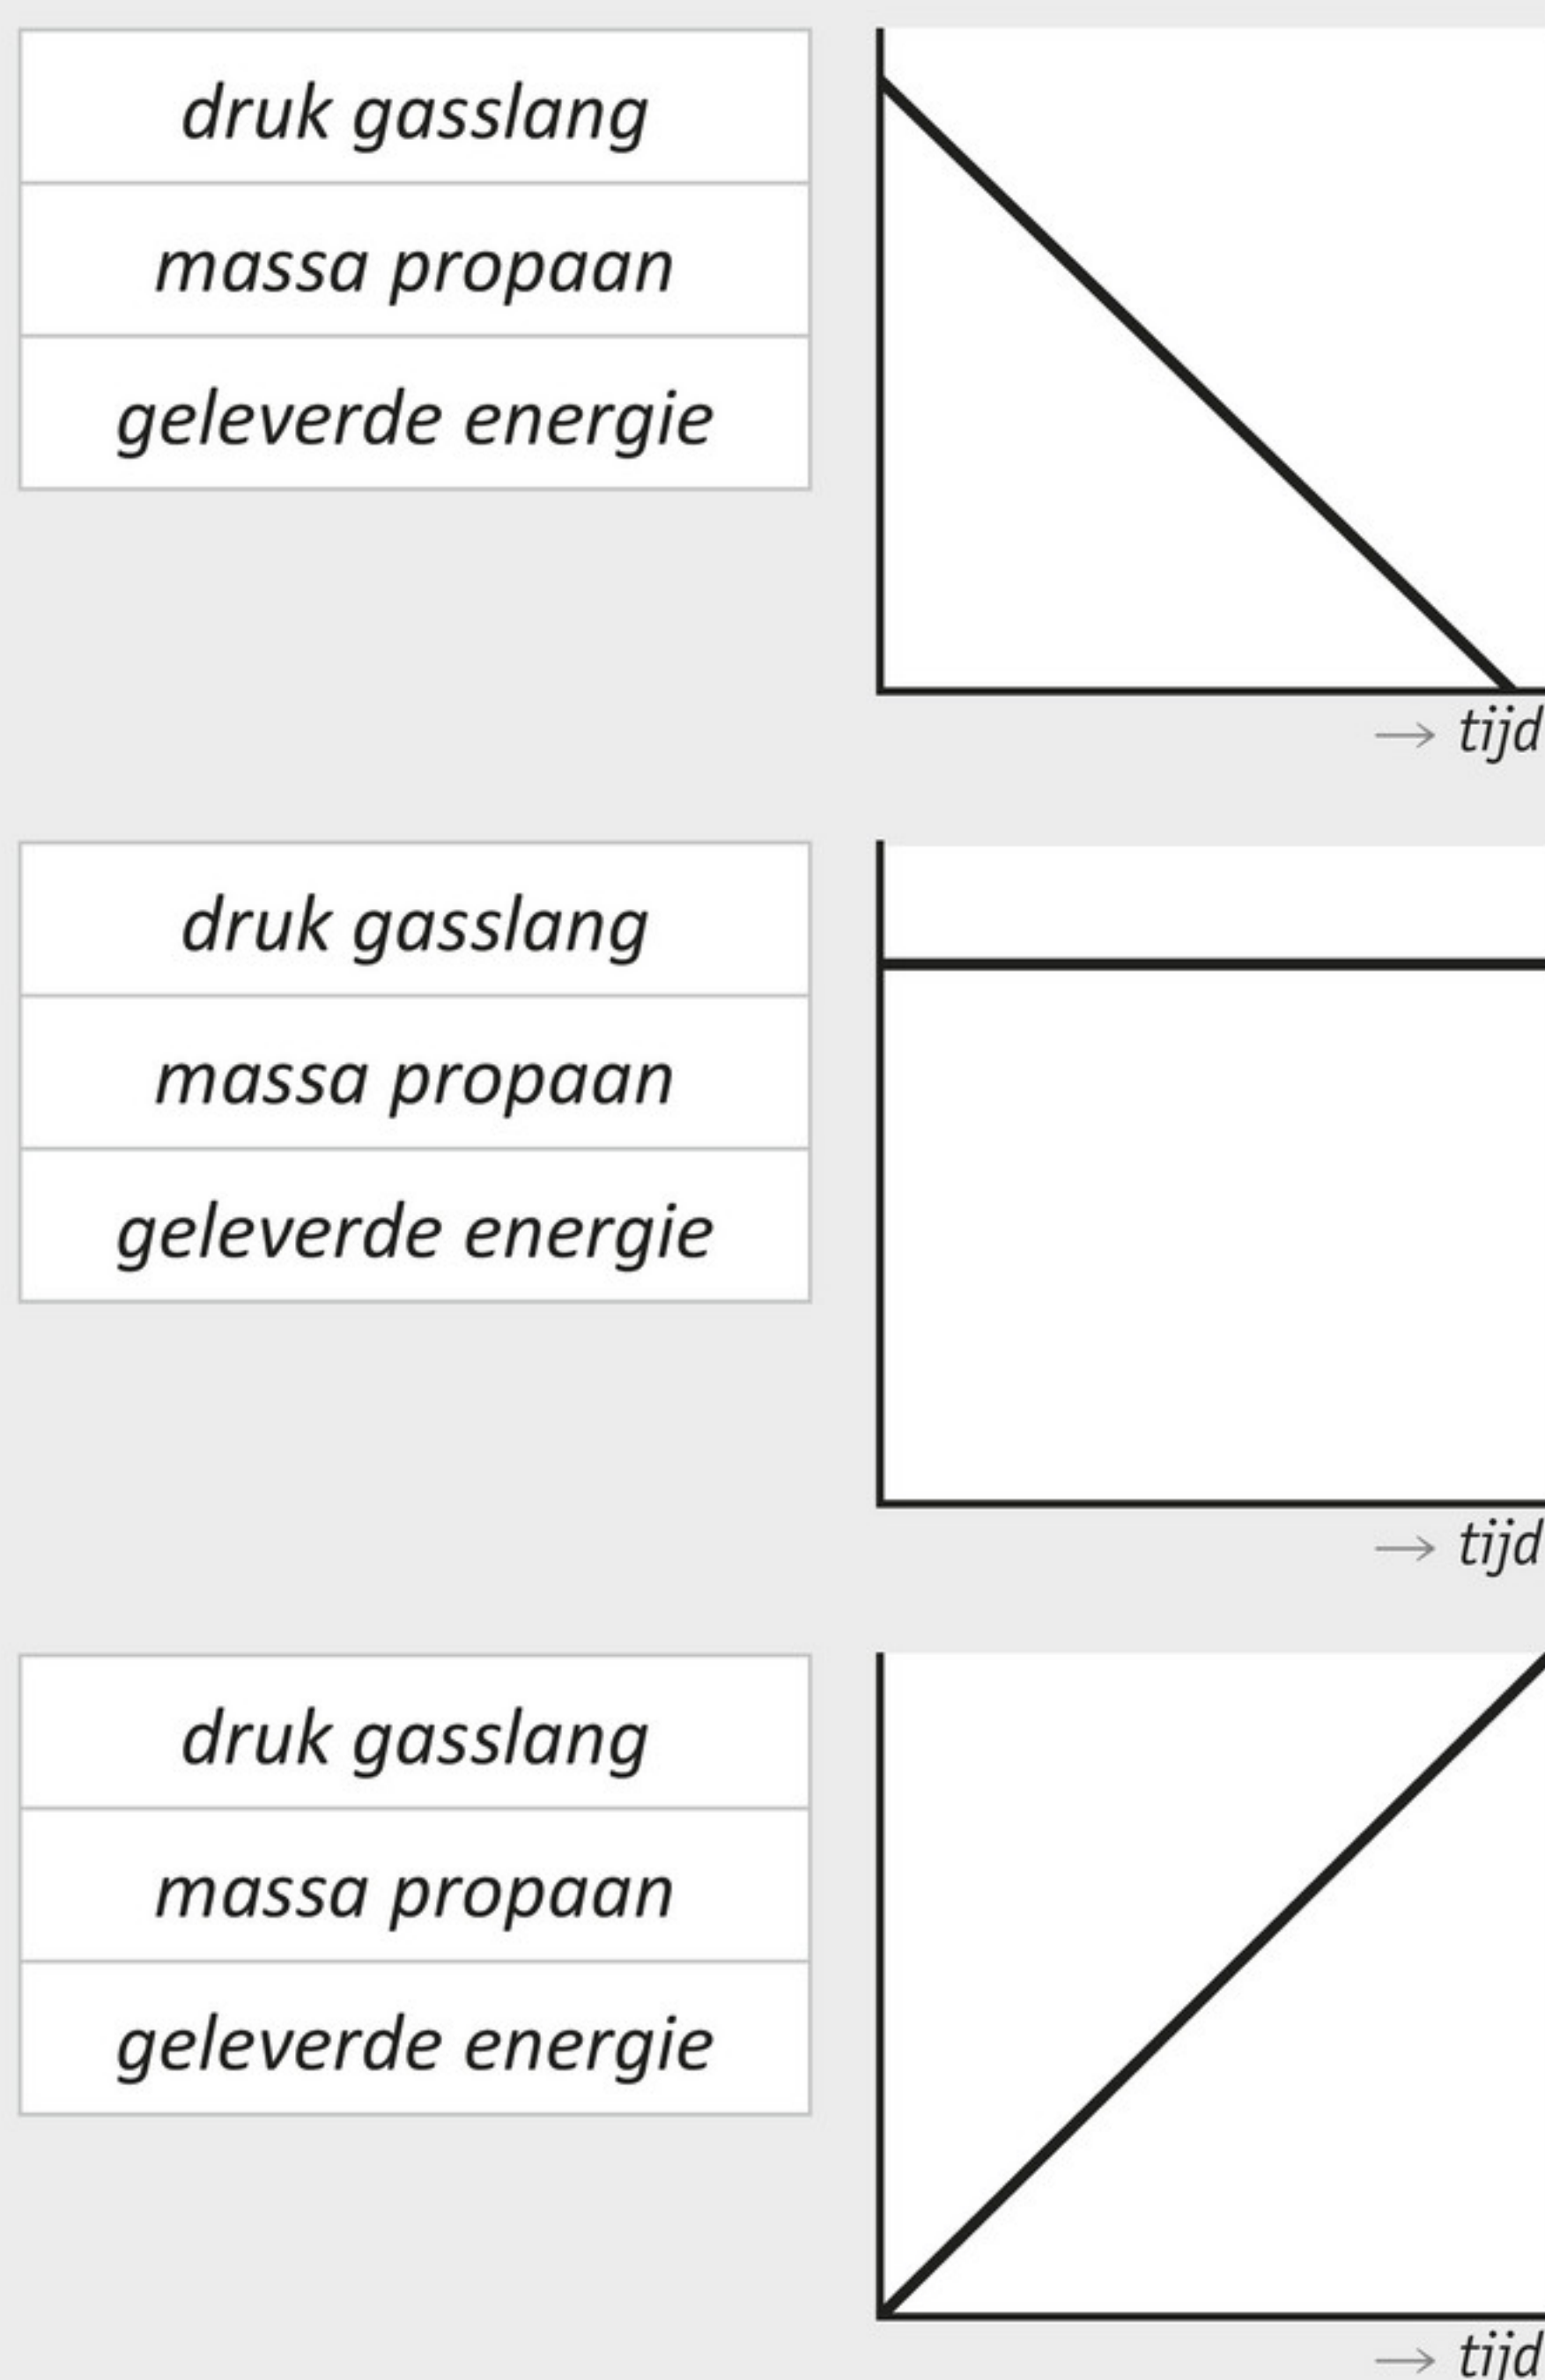 druk gasslang
massa propaan
geleverde energie
→ tijd
druk gasslang
massa propaan
geleverde energie
→ tijd
druk gasslang
massa propaan
geleverde energie
→ tijd